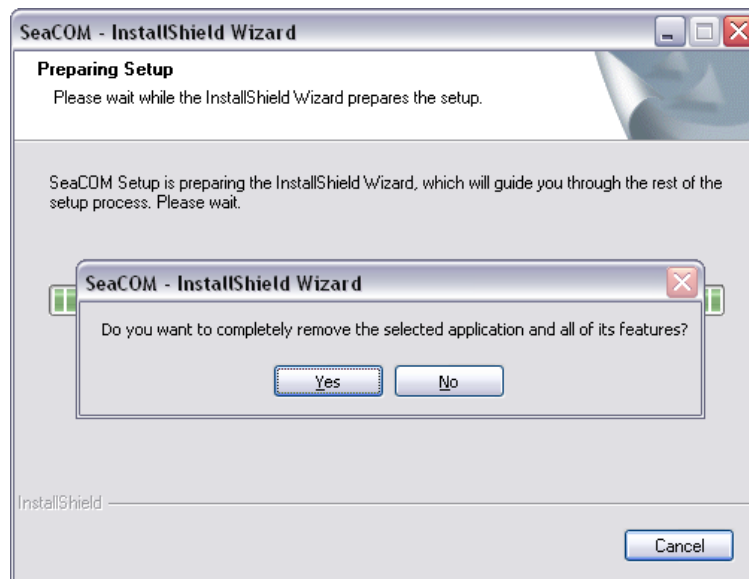 SeaCOM - InstallShield Wizard
Preparing Setup
Please wait while the InstallShield Wizard prepares the setup.
SeaCOM Setup is preparing the InstallShield Wizard, which will guide you through the rest of the
setup process. Please wait.
SeaCOM - InstallShield Wizard
Do you want to completely remove the selected application and all of its features?
Yes
No
InstallShield
Cancel